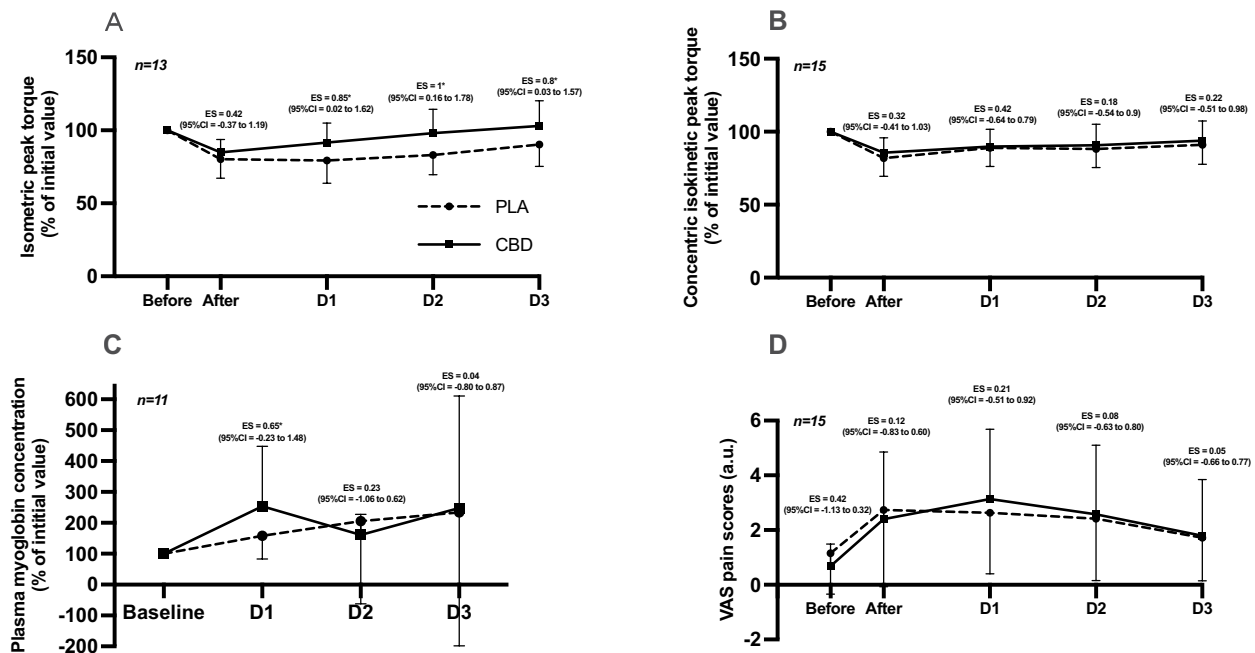 A
Isometric peak torque
(% of initial value)
150
100
50
0
n=13
ES = 0.42
(95%CI = -0.37 to 1.19)
ES = 0.85*
(95%CI = 0.02 to 1.62)
ES = 1*
(95%CI = 0.16 to 1.78)
ES = 0.8*
(95%CI = 0.03 to 1.57)
PLA
CBD
Before
After
D1
D2
D3
B
Concentric isokinetic peak torque
(% of intitial value)
150
100
50
0
n=15
ES = 0.32
(95%CI = -0.41 to 1.03)
ES = 0.42
(95%CI = -0.64 to 0.79)
ES = 0.18
(95%CI = -0.54 to 0.9)
ES = 0.22
(95%CI = -0.51 to 0.98)
Before
After
D1
D2
D3
C
Plasma myoglobin concentration
(% of intitial value)
600
500
400
300
200
100
0
-100
-200
n=11
ES = 0.65*
(95%CI = -0.23 to 1.48)
ES = 0.23
(95%CI = -1.06 to 0.62)
ES = 0.04
(95%CI = -0.80 to 0.87)
Baseline
D1
D2
D3
D
VAS pain scores (a.u.)
6
4
2
0
-2
n=15
ES = 0.42
(95%CI = -1.13 to 0.32)
ES = 0.12
(95%CI = -0.83 to 0.60)
ES = 0.21
(95%CI = -0.51 to 0.92)
ES = 0.08
(95%CI = -0.63 to 0.80)
ES = 0.05
(95%CI = -0.66 to 0.77)
Before
After
D1
D2
D3